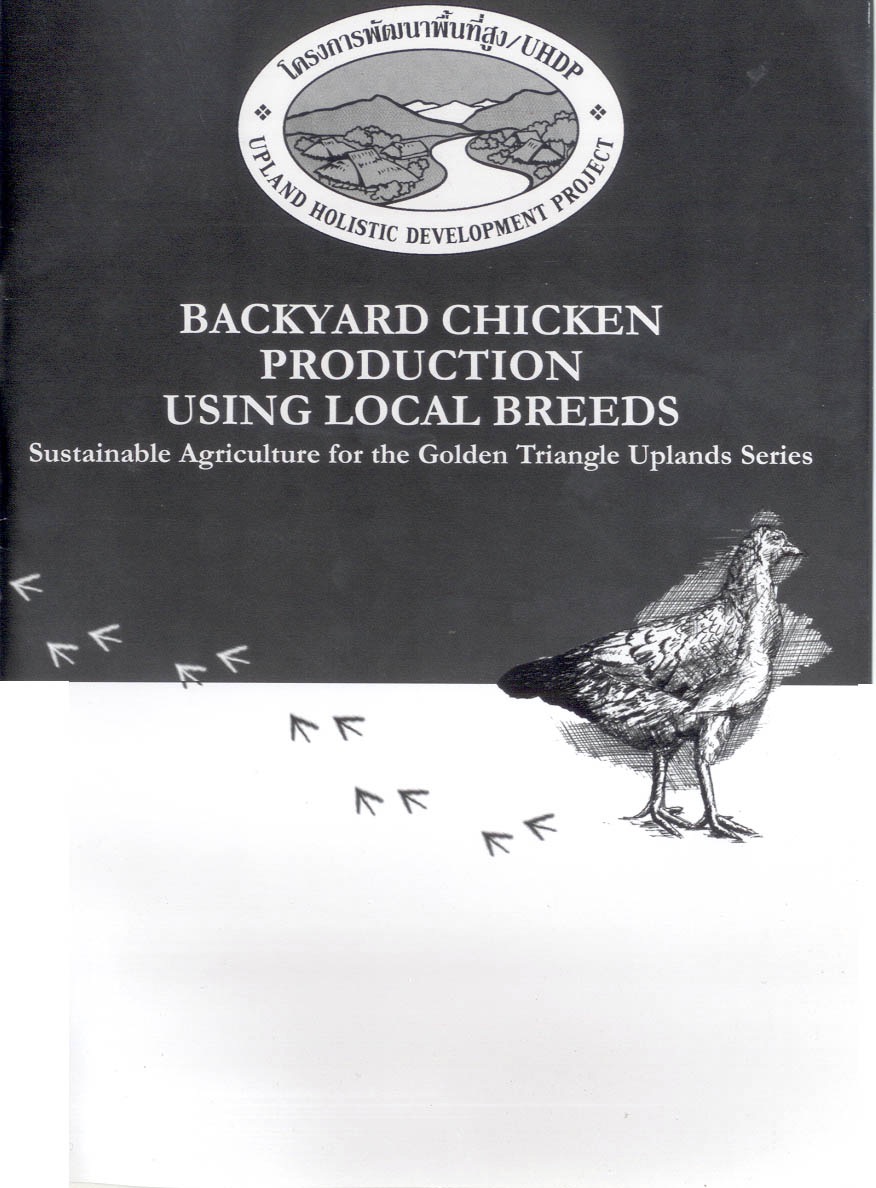 โครงการพัฒนาพื้นที่สูง/UHDP
UPLAND HOLISTIC DEVELOPMENT PROJECT
BACKYARD CHICKEN
PRODUCTION
USING LOCAL BREEDS
Sustainable Agriculture for the Golden Triangle Uplands Series